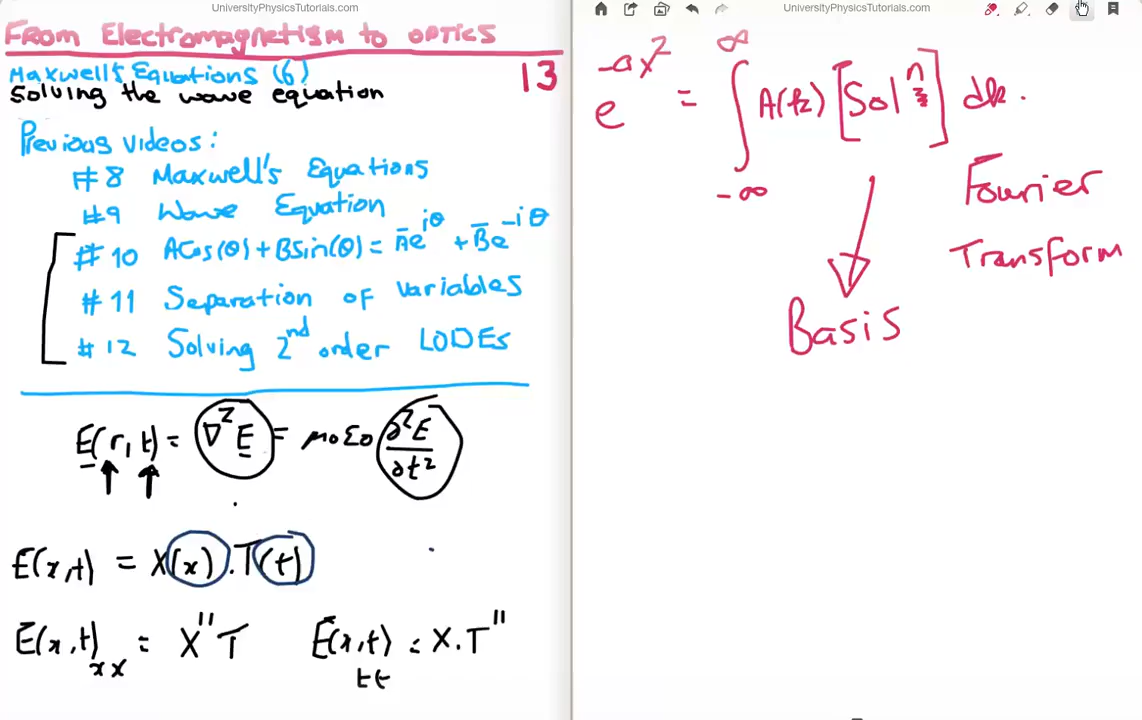 UniversityPhysicsTutorials.com
From Electromagnetism to optics
Maxwell's Equations (6)
Solving the wave equation
13
Previous videos:
#8 Maxwell's Equations
#9 Wave Equation
#10 ACos(θ)+BSin(θ)= Āe^iθ + B̄e^-iθ
#11 Separation of variables
#12 Solving 2nd order LODEs
E(r,t)= ∇²E = μ0ε0 ∂²E/∂t²
E(x,t) = X(x).T(t)
E(x,t)xx = X''T E(x,t)tt = X.T''
UniversityPhysicsTutorials.com
e^-ax² = ∫_-∞^∞ A(k) [Sol^n] dk.
Fourier
Transform
Basis